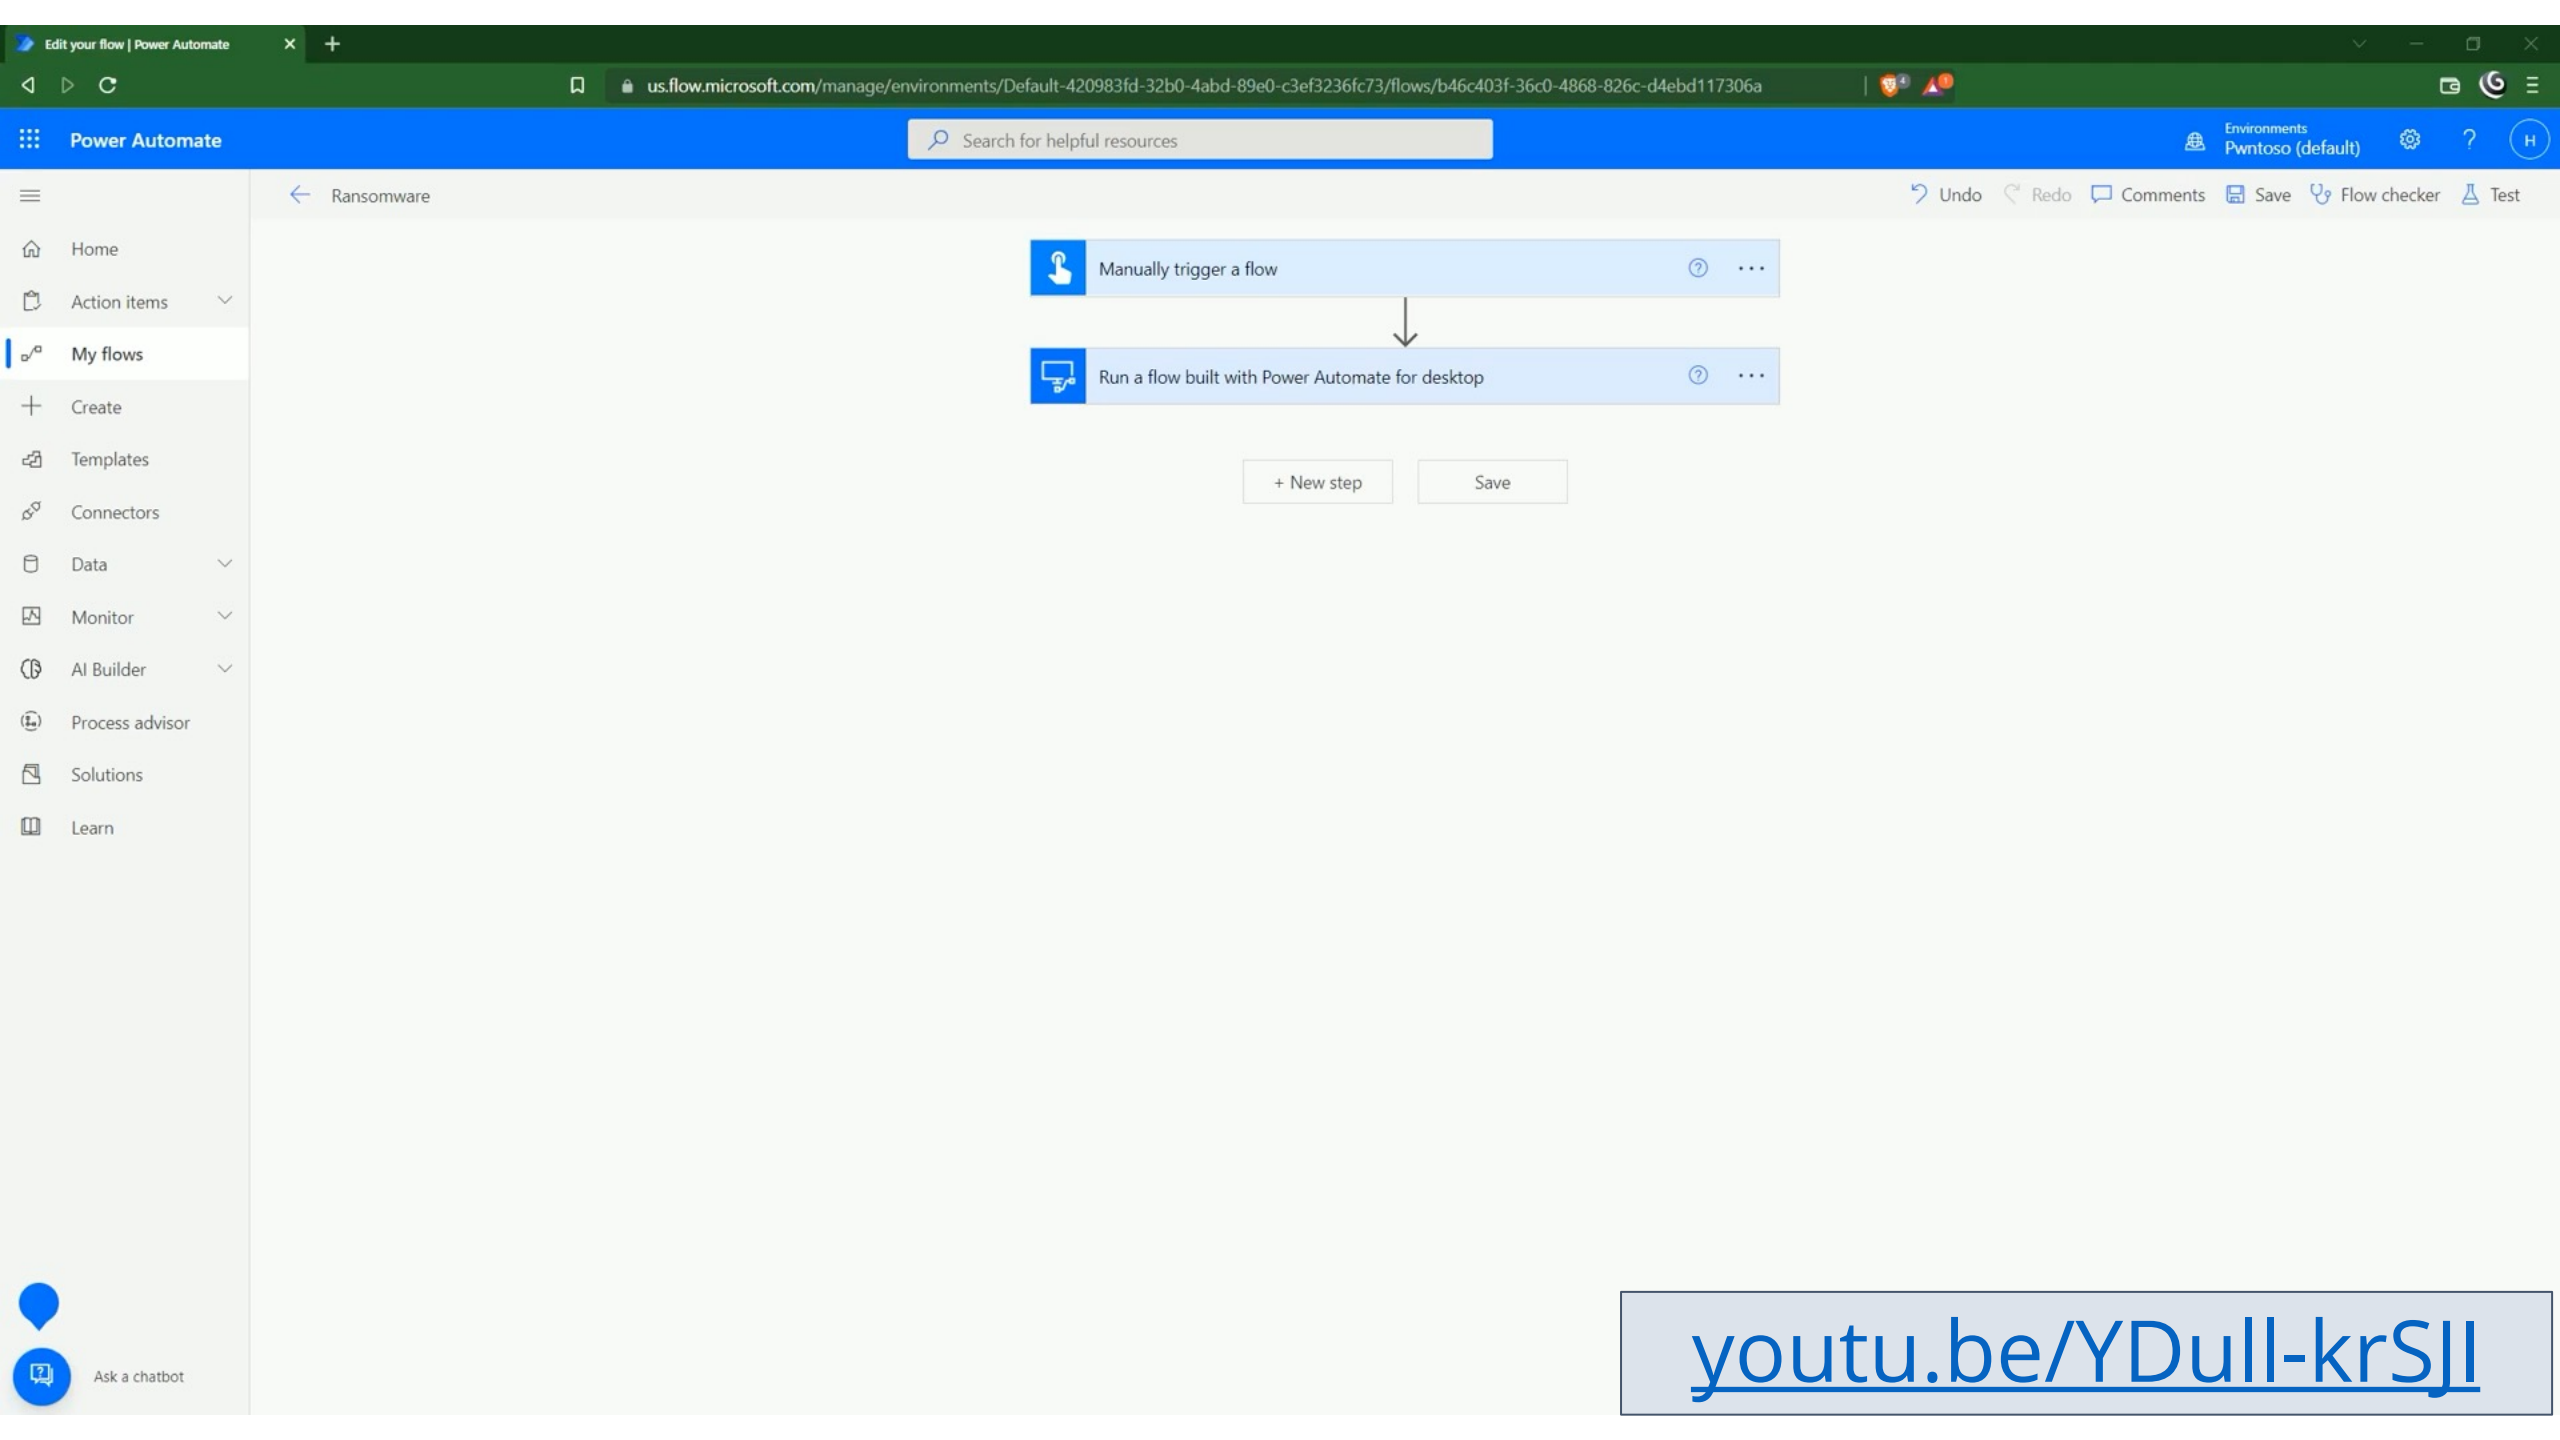 Edit your flow | Power Automate
us.flow.microsoft.com/manage/environments/Default-420983fd-32b0-4abd-89e0-c3ef3236fc73/flows/b46c403f-36c0-4868-826c-d4ebd117306a
Power Automate
Search for helpful resources
Environments
Pwntoso (default)
H
Ransomware
Undo Redo Comments Save Flow checker Test
Home
Action items
My flows
Create
Templates
Connectors
Data
Monitor
AI Builder
Process advisor
Solutions
Learn
Manually trigger a flow
Run a flow built with Power Automate for desktop
+ New step
Save
Ask a chatbot
youtu.be/YDull-krSJI